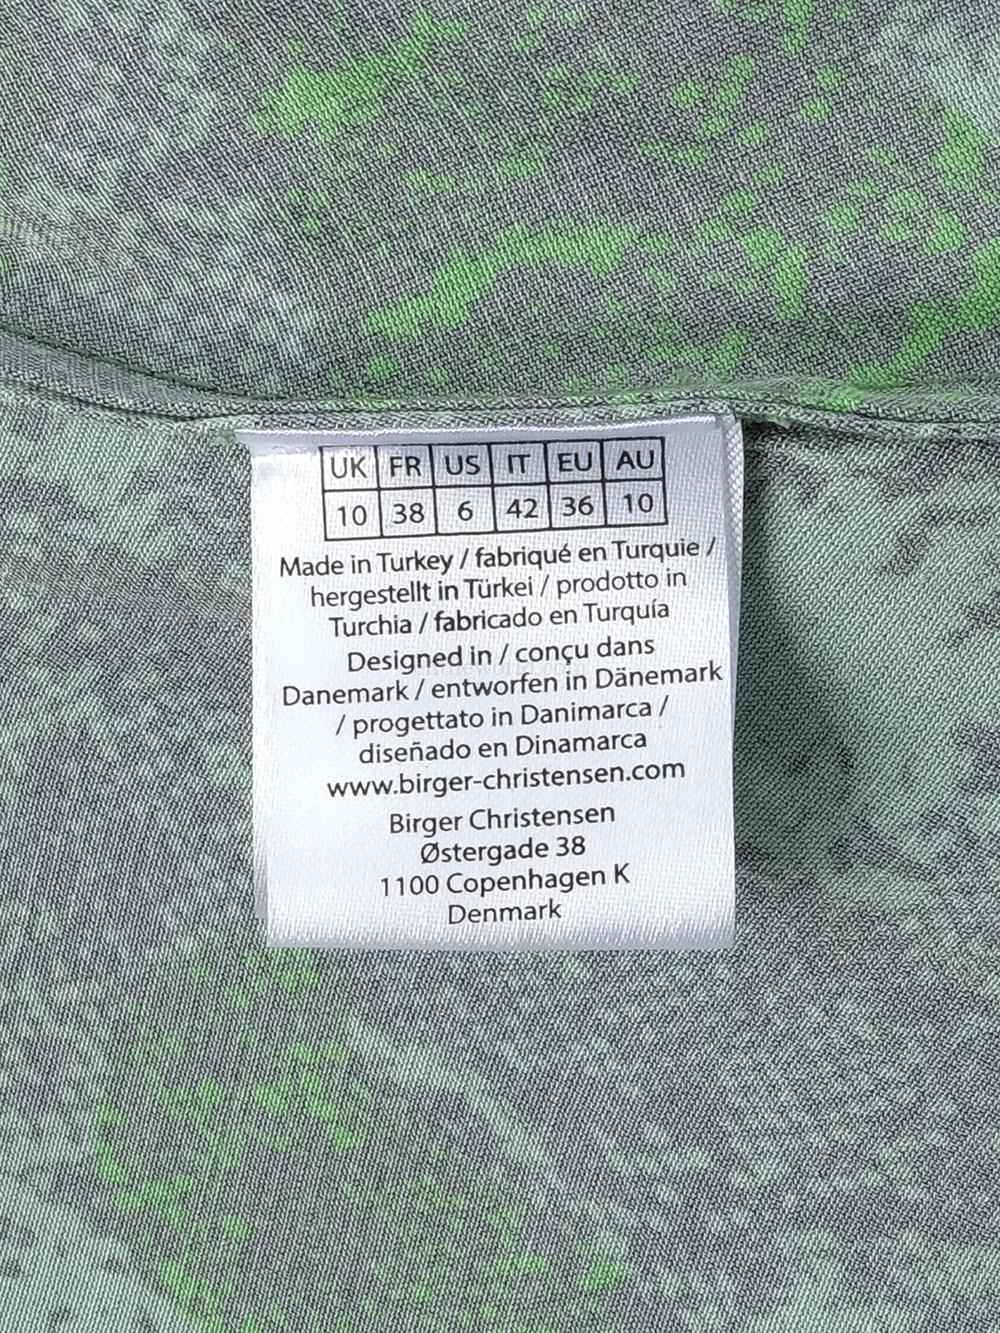 UK FR US IT EU AU
10 38 6 42 36 10
Made in Turkey / fabriqué en Turquie /
hergestellt in Türkei / prodotto in
Turchia / fabricado en Turquía
Designed in / conçu dans
Danemark / entworfen in Dänemark
/ progettato in Danimarca /
diseñado en Dinamarca
www.birger-christensen.com
Birger Christensen
Østergade 38
1100 Copenhagen K
Denmark